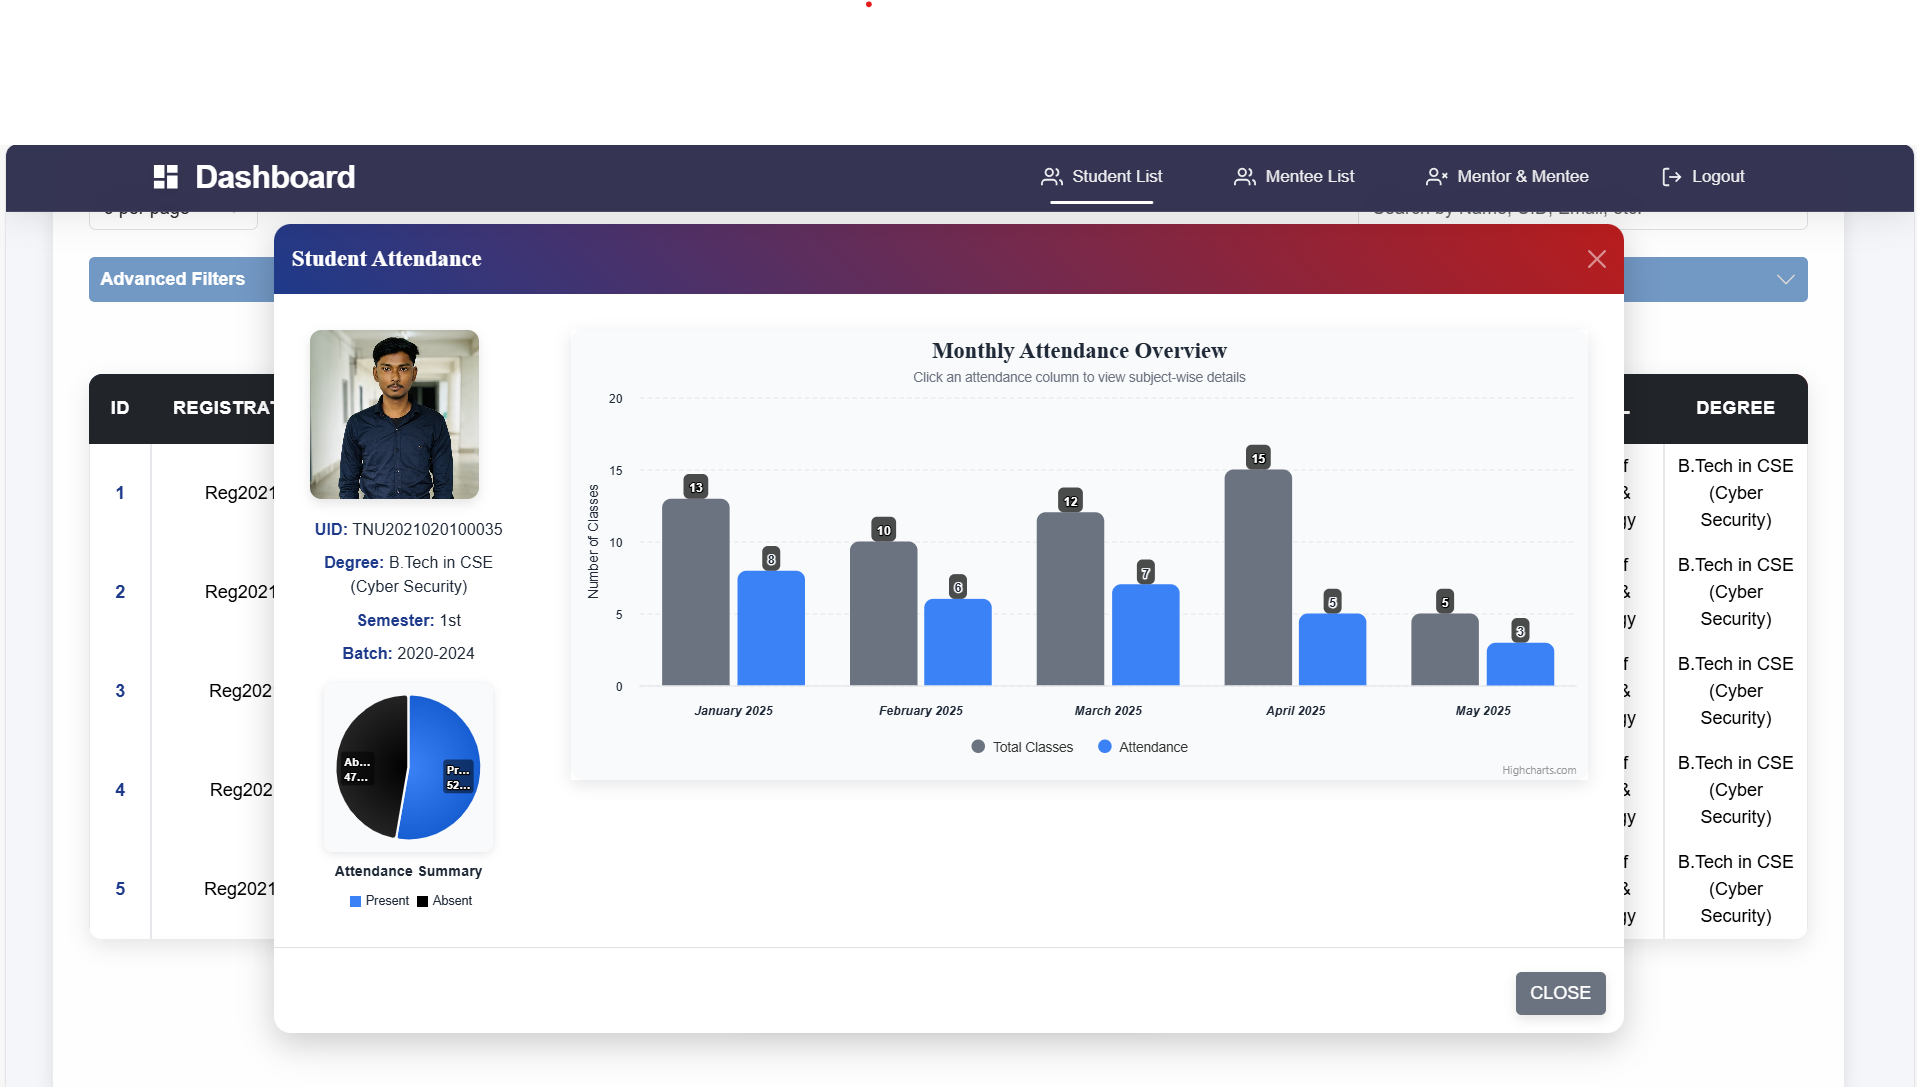 Dashboard
Student List
Mentee List
Mentor & Mentee
Logout
Student Attendance
Advanced Filters
UID: TNU2021020100035
Degree: B.Tech in CSE
(Cyber Security)
Semester: 1st
Batch: 2020-2024
Ab...
47...
Pr...
52...
Attendance Summary
Present
Absent
Monthly Attendance Overview
Click an attendance column to view subject-wise details
Number of Classes
20
15
10
5
0
13
8
10
6
12
7
15
5
5
3
January 2025
February 2025
March 2025
April 2025
May 2025
Total Classes
Attendance
Highcharts.com
ID
REGISTRAT
DEGREE
1
Reg2021
B.Tech in CSE
(Cyber
Security)
2
Reg2021
B.Tech in CSE
(Cyber
Security)
3
Reg202
B.Tech in CSE
(Cyber
Security)
4
Reg202
B.Tech in CSE
(Cyber
Security)
5
Reg2021
B.Tech in CSE
(Cyber
Security)
CLOSE